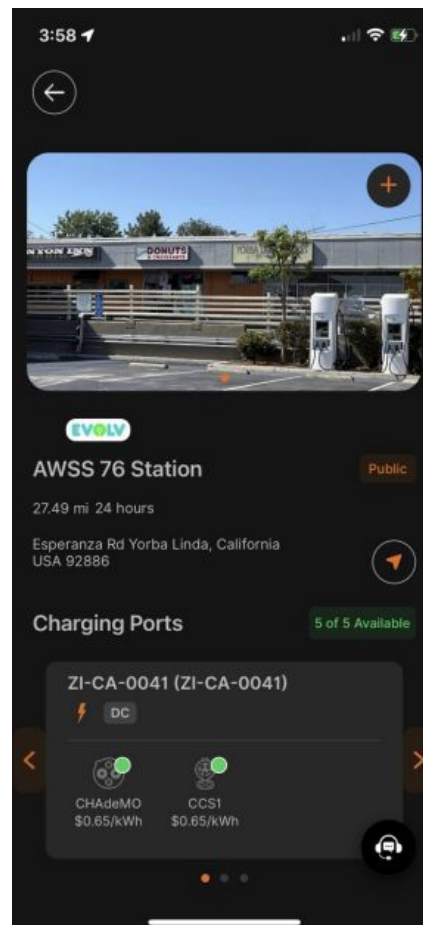 3:58
DONUTS
EVOLV
AWSS 76 Station
Public
27.49 mi 24 hours
Esperanza Rd Yorba Linda, California
USA 92886
Charging Ports
5 of 5 Available
ZI-CA-0041 (ZI-CA-0041)
DC
CHAdeMO
CCS1
$0.65/kWh
$0.65/kWh